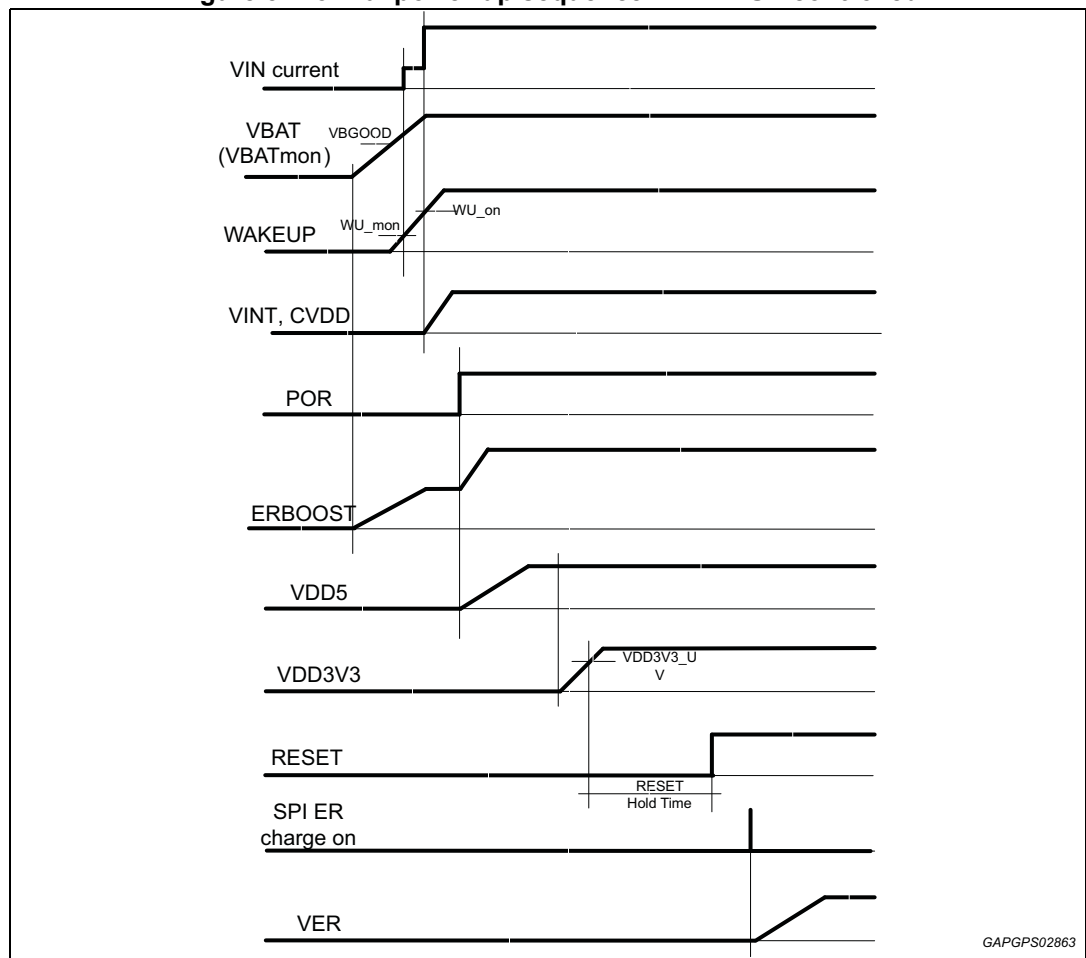 VIN current
VBAT
(VBATmon)
VBGOOD
WAKEUP
WU_mon
WU_on
VINT, CVDD
POR
ERBOOST
VDD5
VDD3V3
VDD3V3_U
V
RESET
RESET
Hold Time
SPI ER
charge on
VER
GAPGPS02863